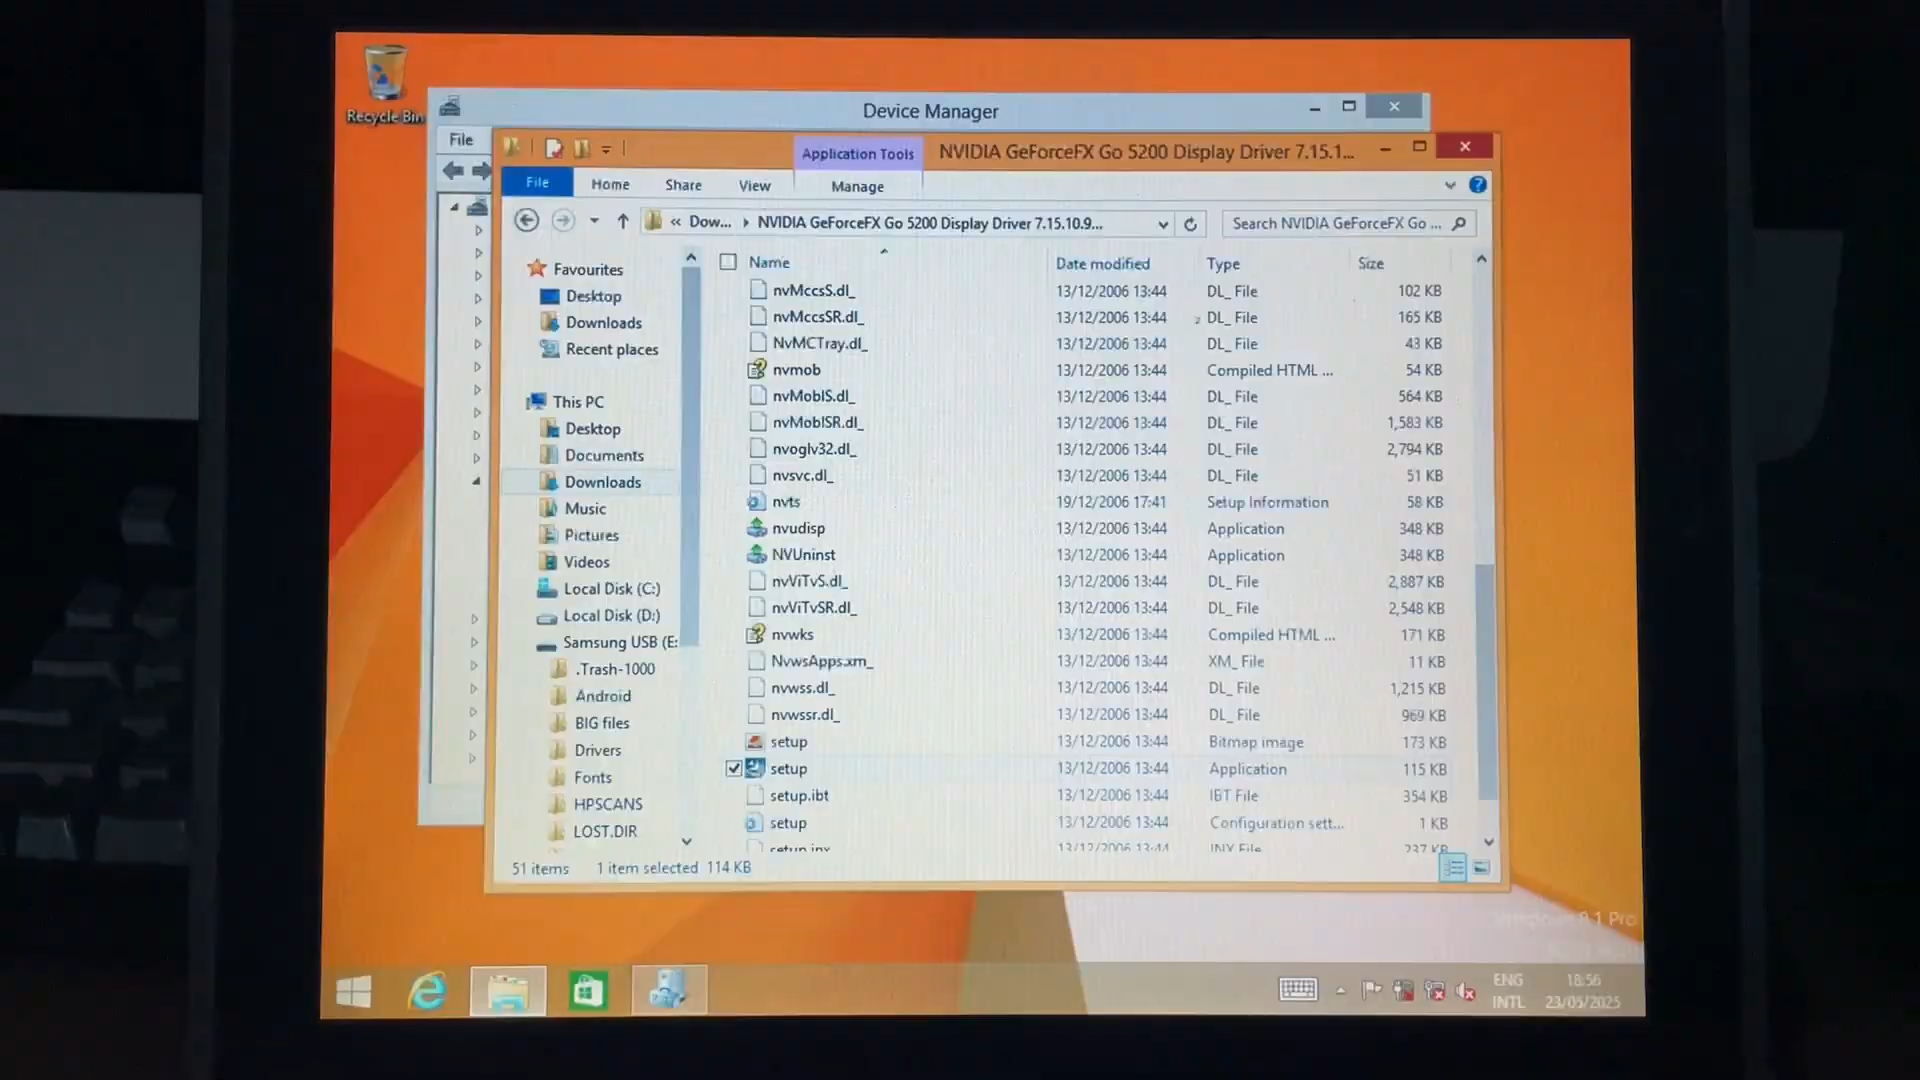 Recycle Bin
Device Manager
File
Application Tools
NVIDIA GeForceFX Go 5200 Display Driver 7.15.1...
File
Home
Share
View
Manage
« Dow... NVIDIA GeForceFX Go 5200 Display Driver 7.15.10.9...
Search NVIDIA GeForceFX Go ...
Favourites
Desktop
Downloads
Recent places
This PC
Desktop
Documents
Downloads
Music
Pictures
Videos
Local Disk (C:)
Local Disk (D:)
Samsung USB (E:
.Trash-1000
Android
BIG files
Drivers
Fonts
HPSCANS
LOST.DIR
Name Date modified Type Size
nvMccsS.dl_ 13/12/2006 13:44 DL_ File 102 KB
nvMccsSR.dl_ 13/12/2006 13:44 DL_ File 165 KB
NvMCTray.dl_ 13/12/2006 13:44 DL_ File 43 KB
nvmob 13/12/2006 13:44 Compiled HTML ... 54 KB
nvMoblS.dl_ 13/12/2006 13:44 DL_ File 564 KB
nvMoblSR.dl_ 13/12/2006 13:44 DL_ File 1,583 KB
nvoglv32.dl_ 13/12/2006 13:44 DL_ File 2,794 KB
nvsvc.dl_ 13/12/2006 13:44 DL_ File 51 KB
nvts 19/12/2006 17:41 Setup Information 58 KB
nvudisp 13/12/2006 13:44 Application 348 KB
NVUninst 13/12/2006 13:44 Application 348 KB
nvViTvS.dl_ 13/12/2006 13:44 DL_ File 2,887 KB
nvViTvSR.dl_ 13/12/2006 13:44 DL_ File 2,548 KB
nvwks 13/12/2006 13:44 Compiled HTML ... 171 KB
NvwsApps.xm_ 13/12/2006 13:44 XM_ File 11 KB
nvwss.dl_ 13/12/2006 13:44 DL_ File 1,215 KB
nvwssr.dl_ 13/12/2006 13:44 DL_ File 969 KB
setup 13/12/2006 13:44 Bitmap image 173 KB
setup 13/12/2006 13:44 Application 115 KB
setup.ibt 13/12/2006 13:44 IBT File 354 KB
setup 13/12/2006 13:44 Configuration sett... 1 KB
setup.inx 13/12/2006 13:44 INX File 237 KB
51 items 1 item selected 114 KB
8.1 Pro
ENG
INTL
18:56
23/05/2025